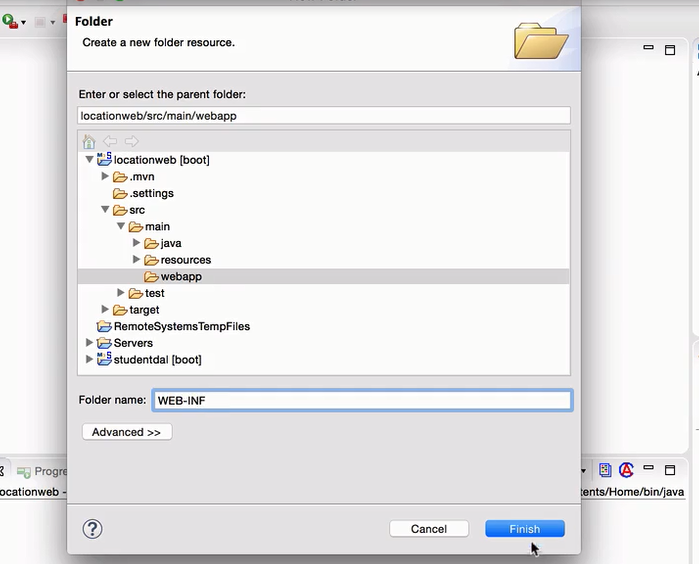 Folder
Create a new folder resource.
Enter or select the parent folder:
locationweb/src/main/webapp
locationweb [boot]
.mvn
.settings
src
main
java
resources
webapp
test
target
RemoteSystemsTempFiles
Servers
studentdal [boot]
Folder name: WEB-INF
Advanced >>
Progre
ocationweb - tents/Home/bin/java
? Cancel Finish